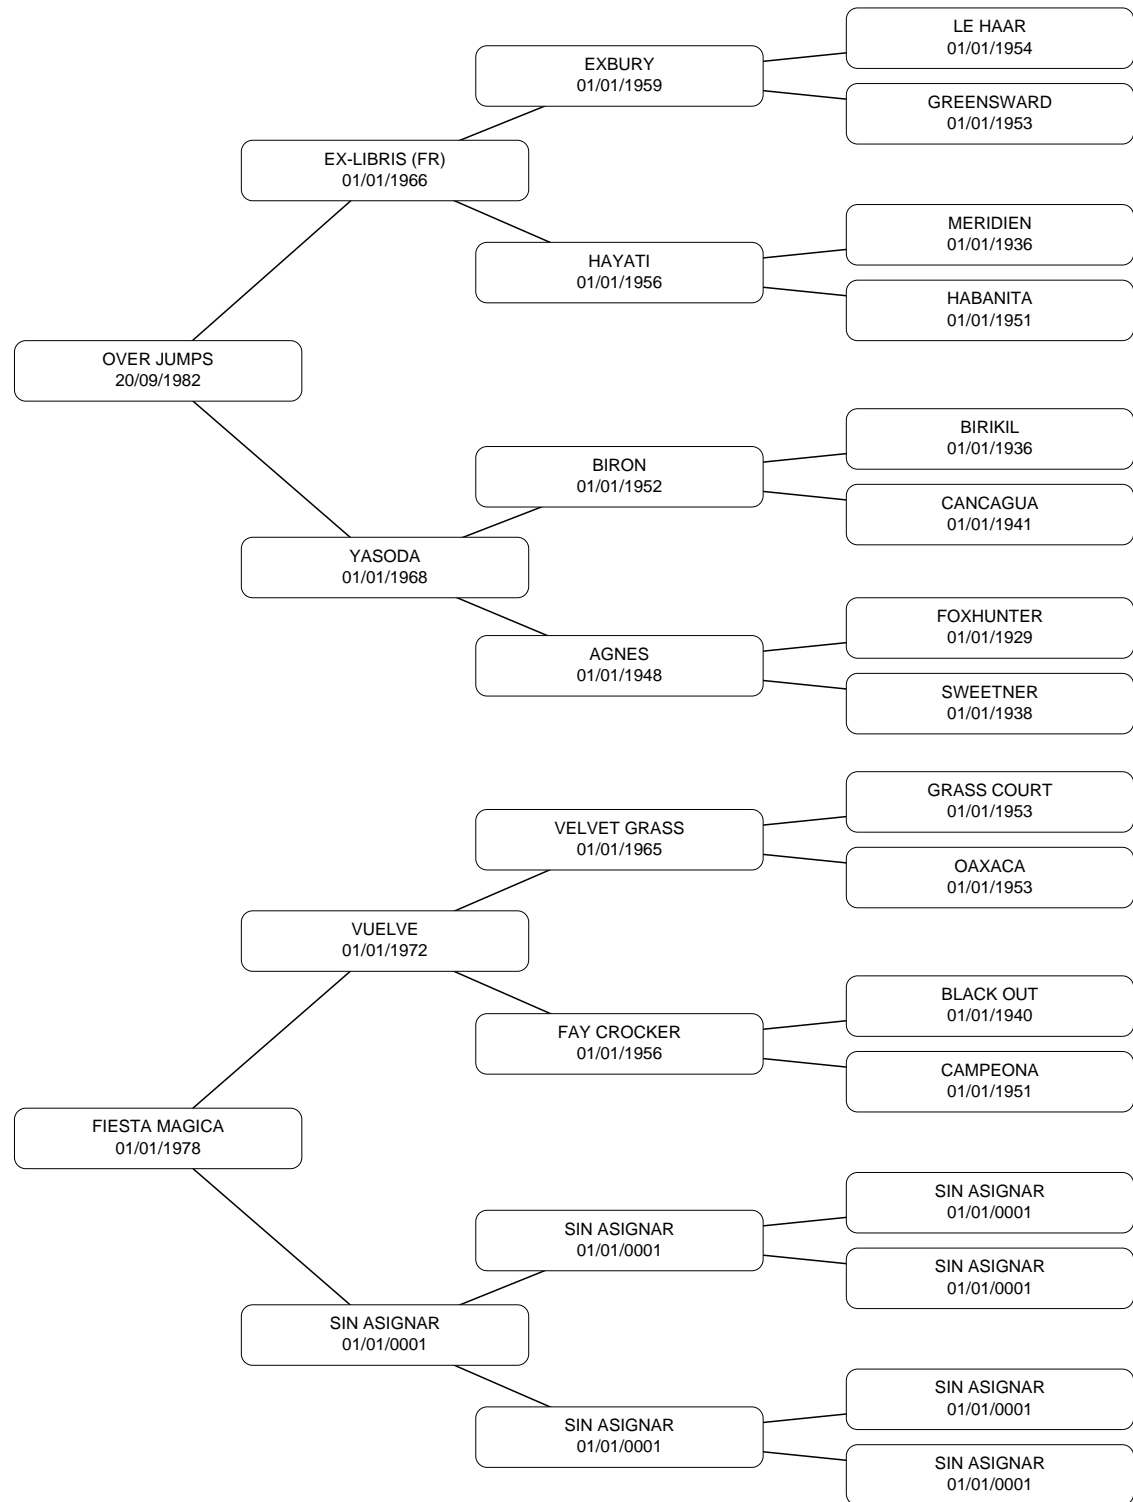 LE HAAR
01/01/1954
EXBURY
01/01/1959
GREENSWARD
01/01/1953
EX-LIBRIS (FR)
01/01/1966
MERIDIEN
01/01/1936
HAYATI
01/01/1956
HABANITA
01/01/1951
OVER JUMPS
20/09/1982
BIRIKIL
01/01/1936
BIRON
01/01/1952
CANCAGUA
01/01/1941
YASODA
01/01/1968
FOXHUNTER
01/01/1929
AGNES
01/01/1948
SWEETNER
01/01/1938
GRASS COURT
01/01/1953
VELVET GRASS
01/01/1965
OAXACA
01/01/1953
VUELVE
01/01/1972
BLACK OUT
01/01/1940
FAY CROCKER
01/01/1956
CAMPEONA
01/01/1951
FIESTA MAGICA
01/01/1978
SIN ASIGNAR
01/01/0001
SIN ASIGNAR
01/01/0001
SIN ASIGNAR
01/01/0001
SIN ASIGNAR
01/01/0001
SIN ASIGNAR
01/01/0001
SIN ASIGNAR
01/01/0001
SIN ASIGNAR
01/01/0001